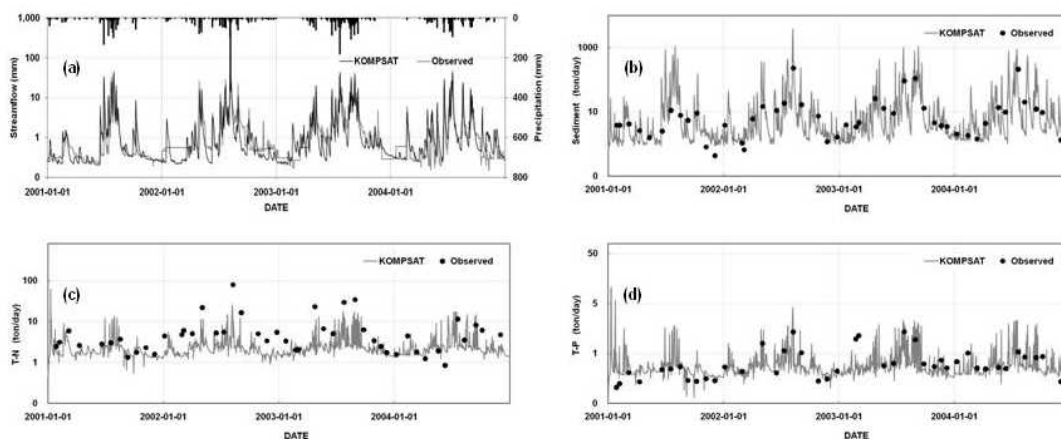 (a)
KOMPSAT Observed
Streamflow (mm)
1,000
100
10
1
0
Precipitation (mm)
0
200
400
600
800
2001-01-01 2002-01-01 2003-01-01 2004-01-01
DATE
(b)
KOMPSAT Observed
Sediment (ton/day)
1000
10
0
2001-01-01 2002-01-01 2003-01-01 2004-01-01
DATE
(c)
KOMPSAT Observed
T-N (ton/day)
100
10
1
0
2001-01-01 2002-01-01 2003-01-01 2004-01-01
DATE
(d)
KOMPSAT Observed
T-P (ton/day)
50
5
1
0
2001-01-01 2002-01-01 2003-01-01 2004-01-01
DATE